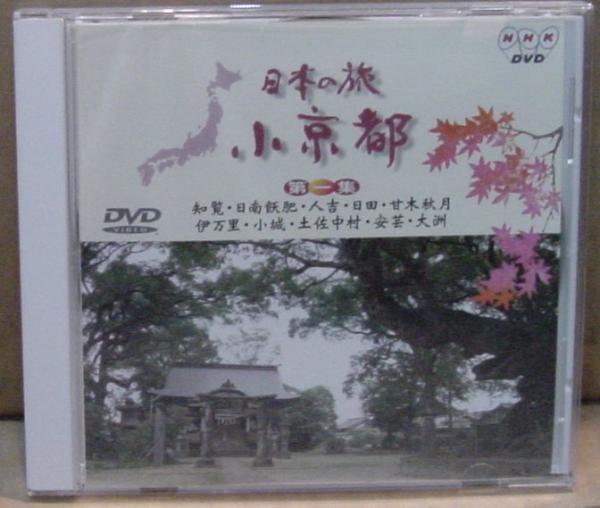 NHK
DVD
日本の旅
小京都
第一集
知覧・日南飫肥・人吉・日田・甘木秋月
伊万里・小城・土佐中村・安芸・大洲
DVD
VIDEO